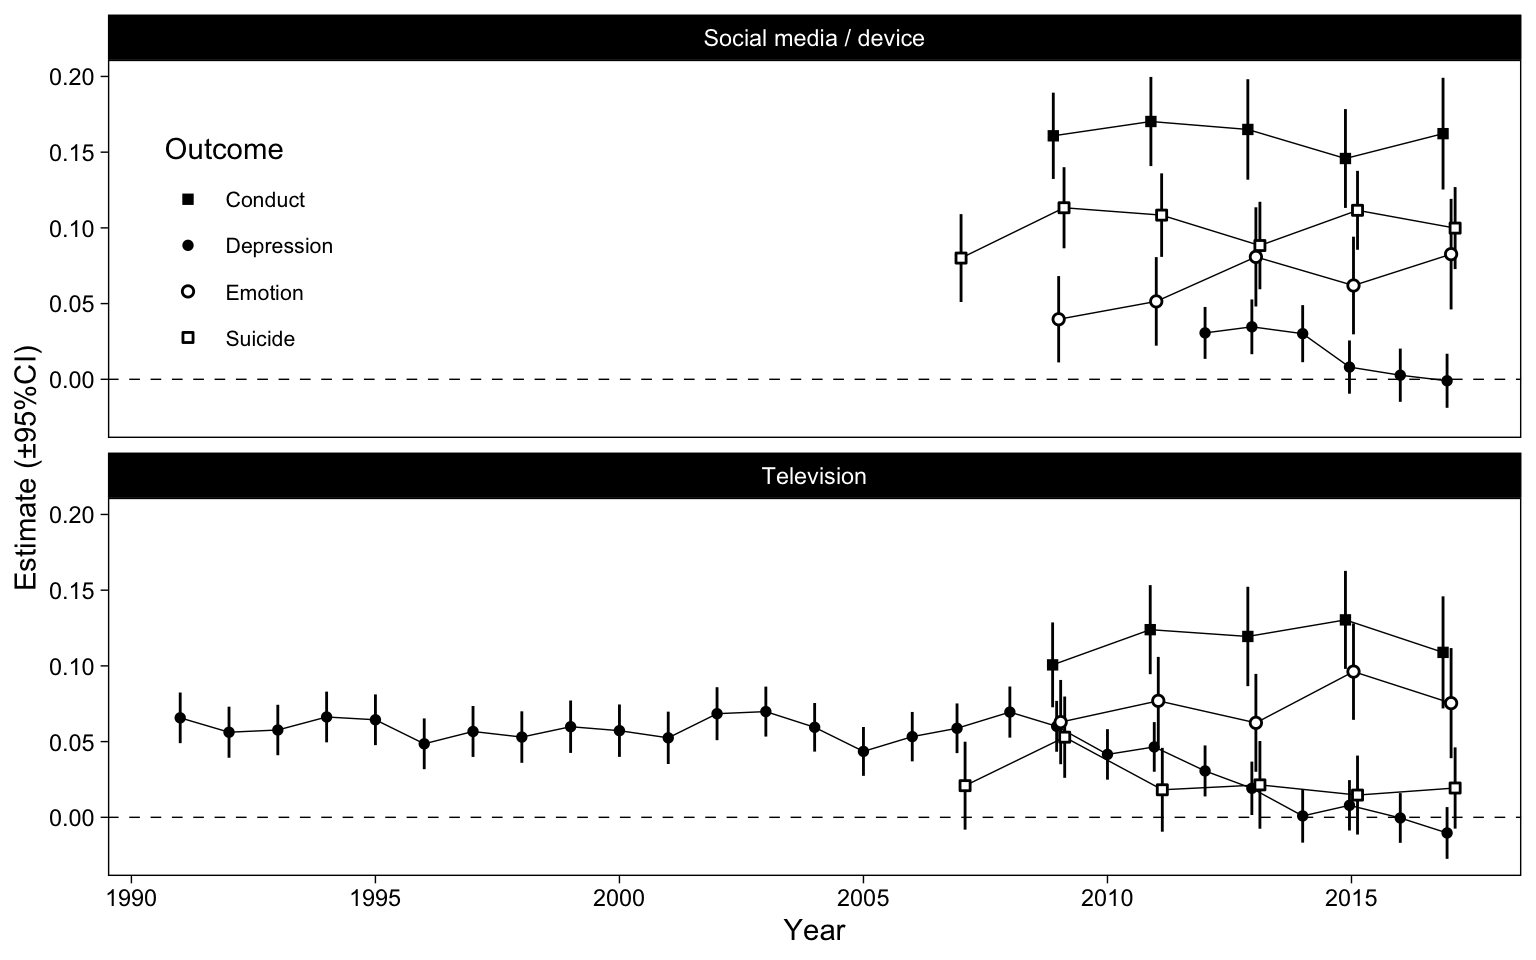 Social media / device
0.20
0.15
0.10
0.05
0.00
Outcome
Conduct
Depression
Emotion
Suicide
Estimate (±95%CI)
Television
0.20
0.15
0.10
0.05
0.00
1990 1995 2000 2005 2010 2015
Year